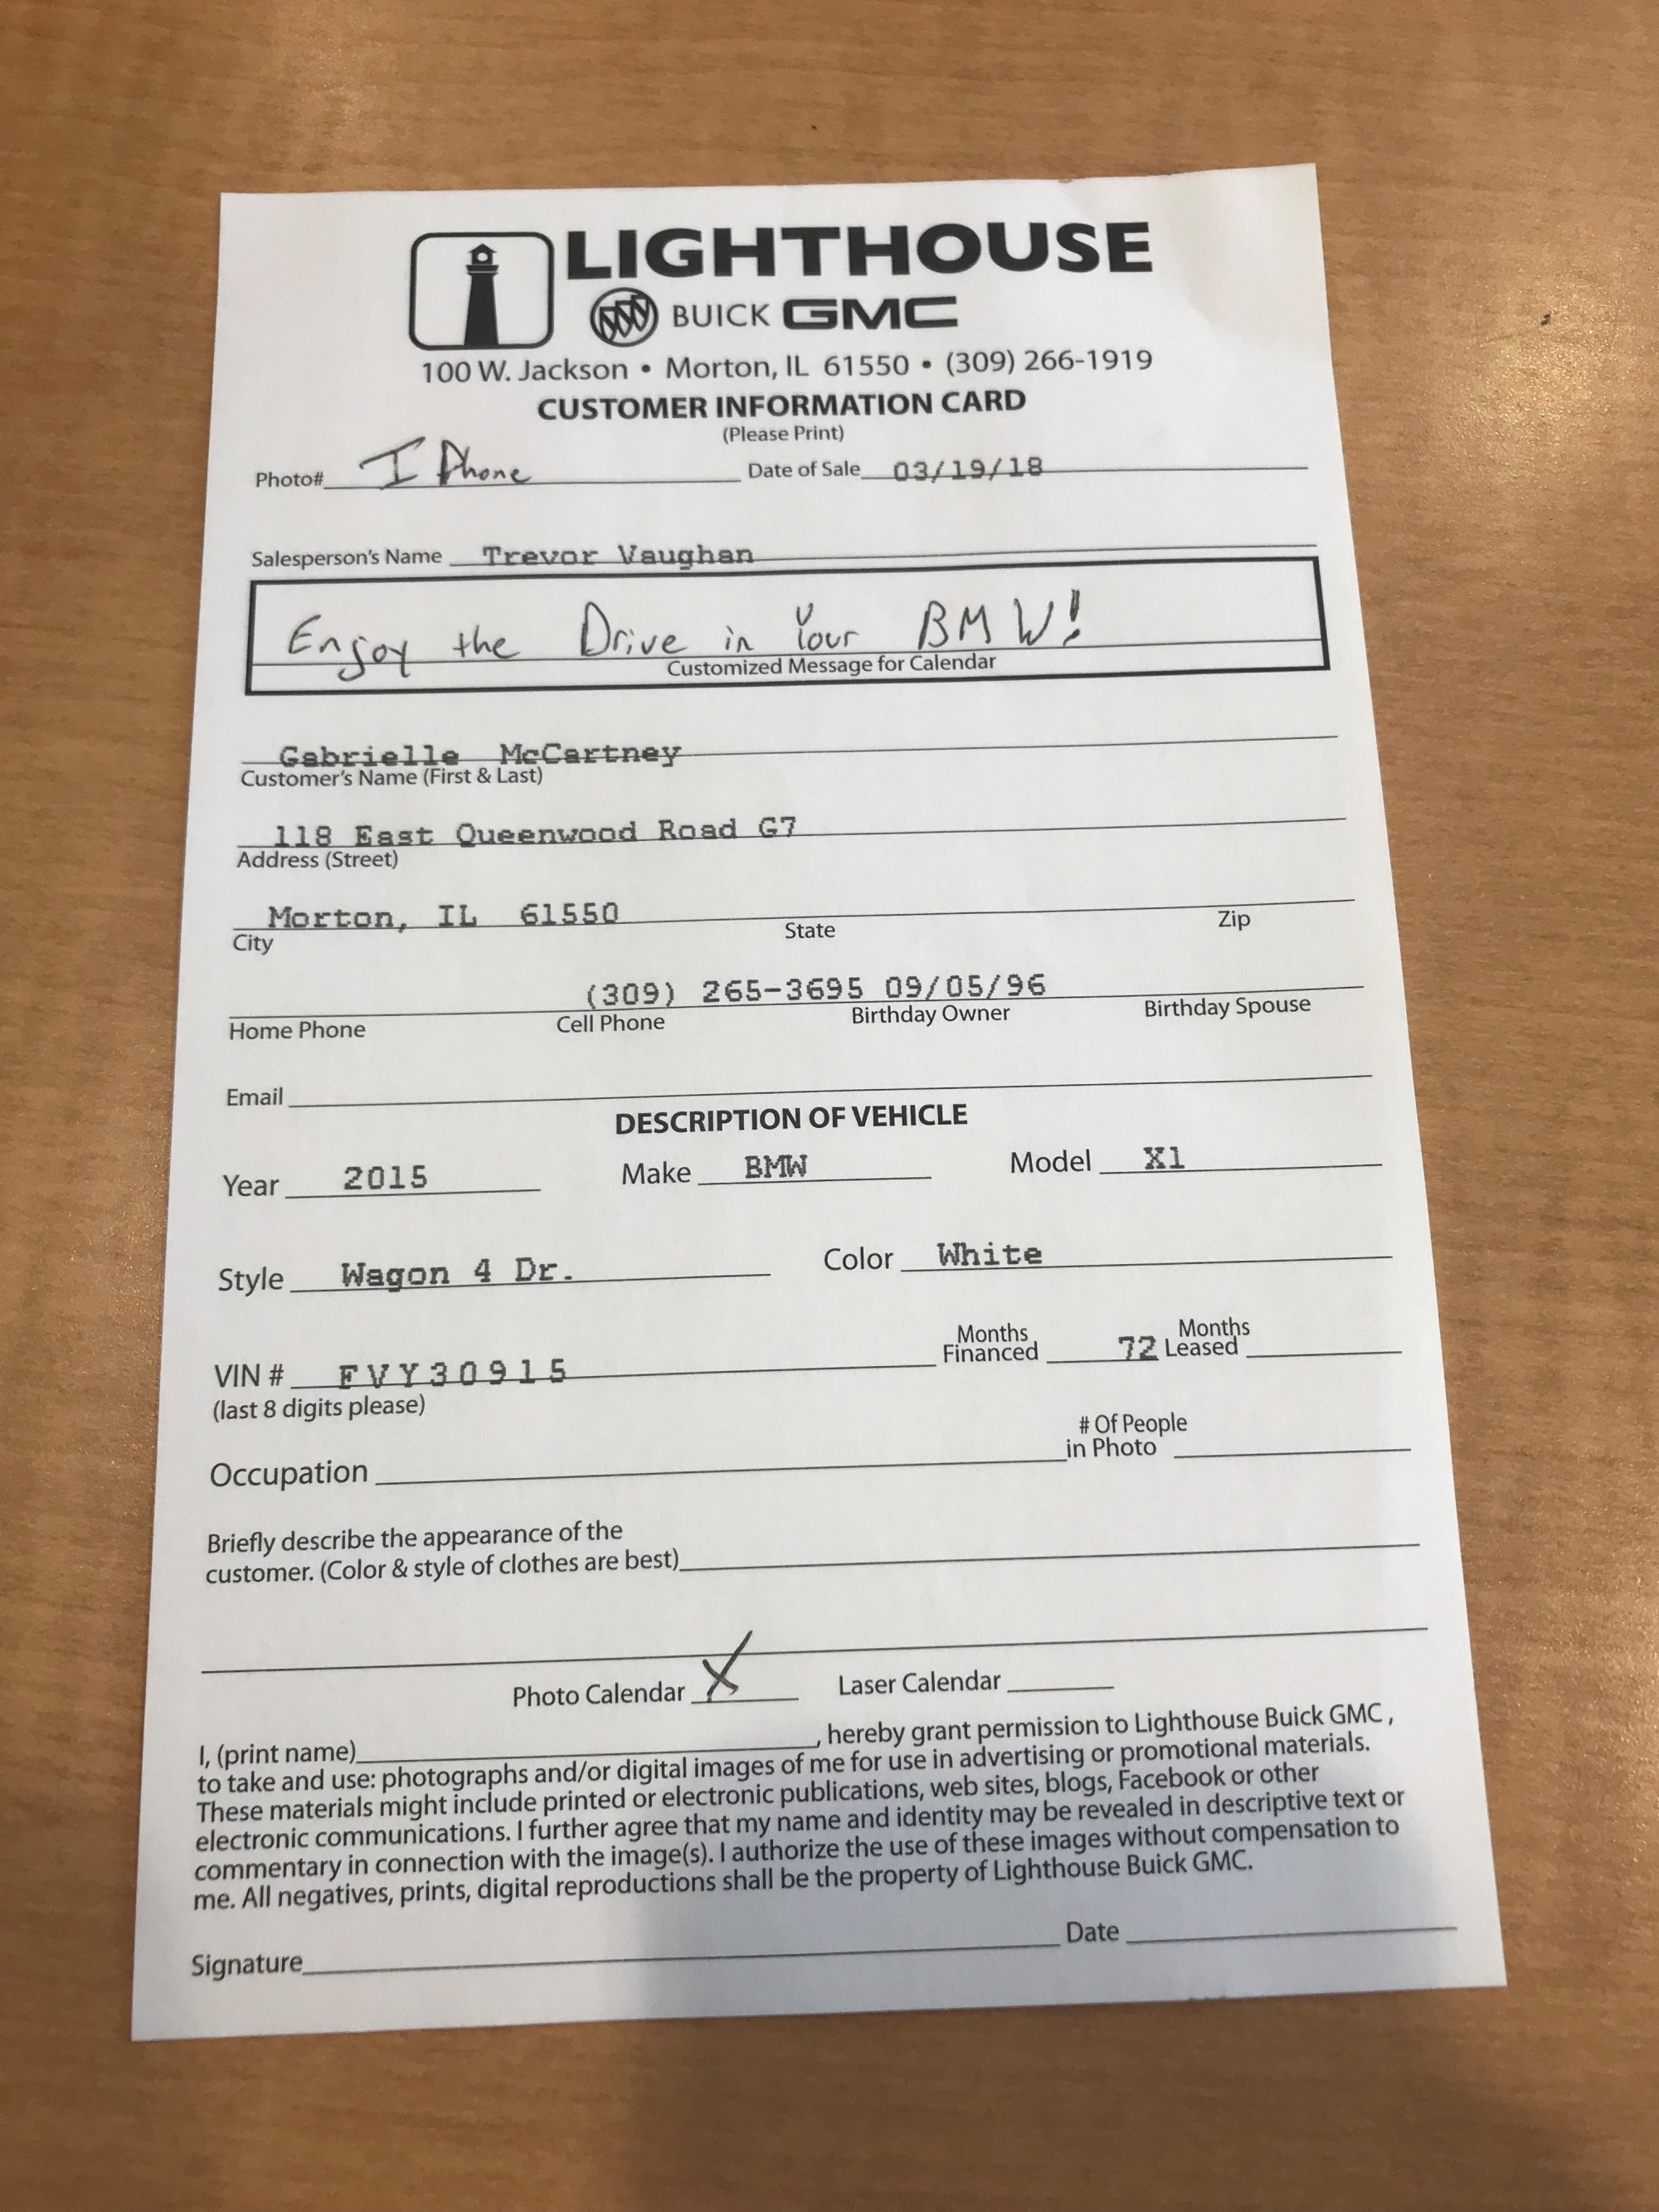 LIGHTHOUSE
BUICK GMC
100 W. Jackson • Morton, IL 61550 • (309) 266-1919
CUSTOMER INFORMATION CARD
(Please Print)
Photo# I Phone Date of Sale 03/19/18
Salesperson's Name Trevor Vaughan
Enjoy the Drive in Your BMW!
Customized Message for Calendar
Gabrielle McCartney
Customer's Name (First & Last)
118 East Queenwood Road G7
Address (Street)
Morton, IL 61550
City State Zip
(309) 265-3695 09/05/96
Home Phone Cell Phone Birthday Owner Birthday Spouse
Email
DESCRIPTION OF VEHICLE
Year 2015 Make BMW Model X1
Style Wagon 4 Dr. Color White
VIN # FVY30915 Months Financed 72 Months Leased
(last 8 digits please)
Occupation # Of People in Photo
Briefly describe the appearance of the
customer. (Color & style of clothes are best)
Photo Calendar X Laser Calendar
I, (print name) , hereby grant permission to Lighthouse Buick GMC ,
to take and use: photographs and/or digital images of me for use in advertising or promotional materials.
These materials might include printed or electronic publications, web sites, blogs, Facebook or other
electronic communications. I further agree that my name and identity may be revealed in descriptive text or
commentary in connection with the image(s). I authorize the use of these images without compensation to
me. All negatives, prints, digital reproductions shall be the property of Lighthouse Buick GMC.
Signature Date